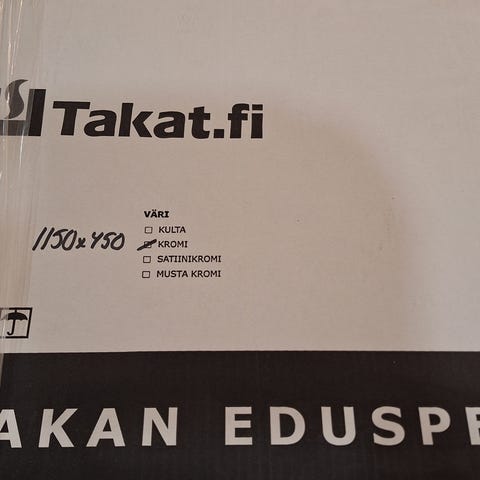 Takat.fi
VÄRI
KULTA
1150x450 KROMI
SATIINIKROMI
MUSTA KROMI
AKAN EDUSPE